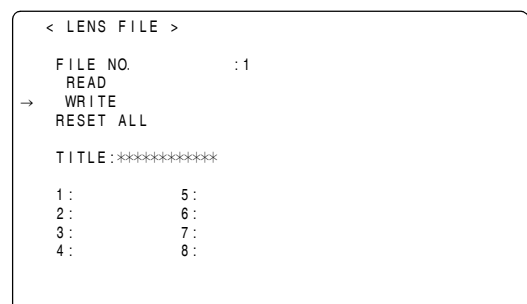 < LENS FILE >
FILE NO. :1
READ
→ WRITE
RESET ALL
TITLE:************
1: 5:
2: 6:
3: 7:
4: 8: